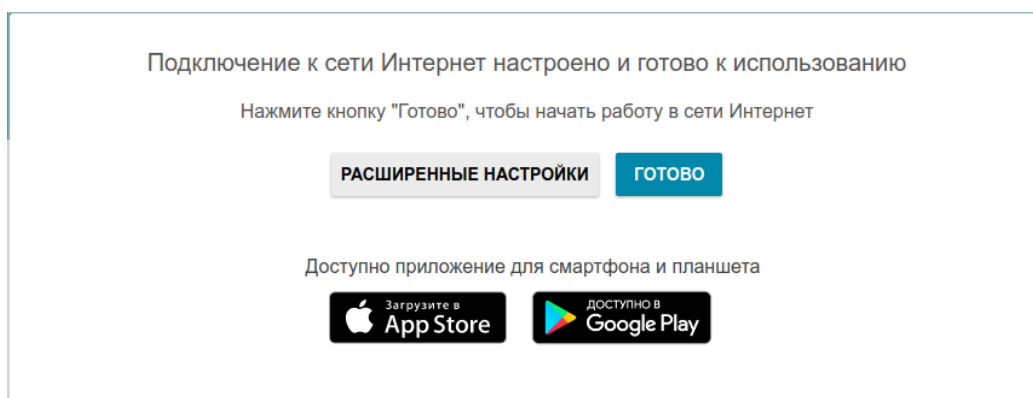 Подключение к сети Интернет настроено и готово к использованию
Нажмите кнопку "Готово", чтобы начать работу в сети Интернет
РАСШИРЕННЫЕ НАСТРОЙКИ ГОТОВО
Доступно приложение для смартфона и планшета
Загрузите в
App Store
ДОСТУПНО В
Google Play